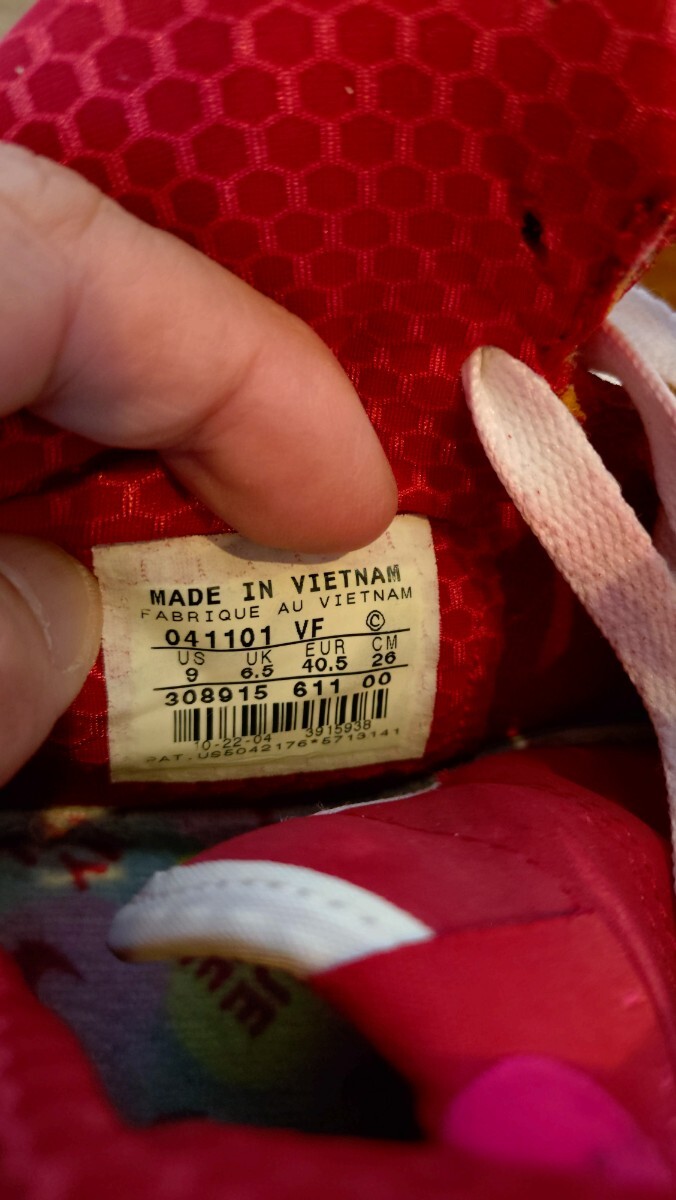 MADE IN VIETNAM
FABRIQUE AU VIETNAM
041101 VF ©
US UK EUR CM
9 6.5 40.5 26
308915 611 00
10-22-04 3915938
PAT.US5042176*5713141